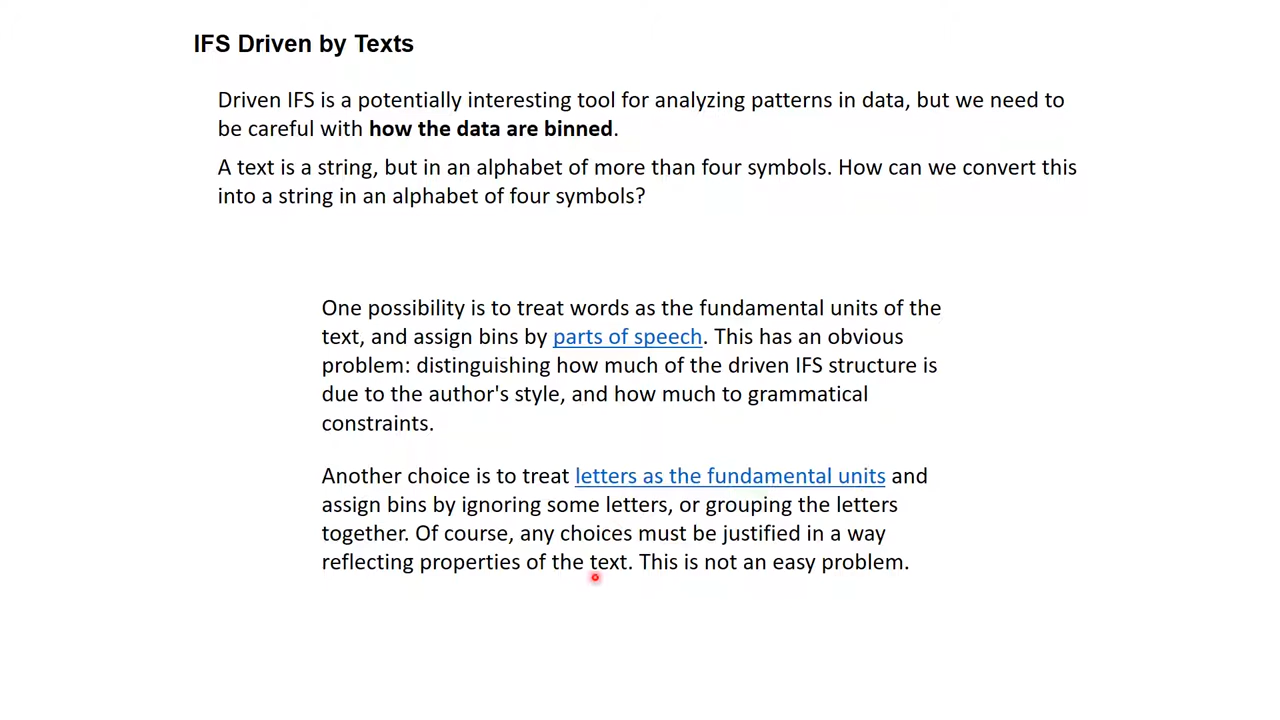 IFS Driven by Texts
Driven IFS is a potentially interesting tool for analyzing patterns in data, but we need to
be careful with how the data are binned.
A text is a string, but in an alphabet of more than four symbols. How can we convert this
into a string in an alphabet of four symbols?
One possibility is to treat words as the fundamental units of the
text, and assign bins by parts of speech. This has an obvious
problem: distinguishing how much of the driven IFS structure is
due to the author's style, and how much to grammatical
constraints.
Another choice is to treat letters as the fundamental units and
assign bins by ignoring some letters, or grouping the letters
together. Of course, any choices must be justified in a way
reflecting properties of the text. This is not an easy problem.